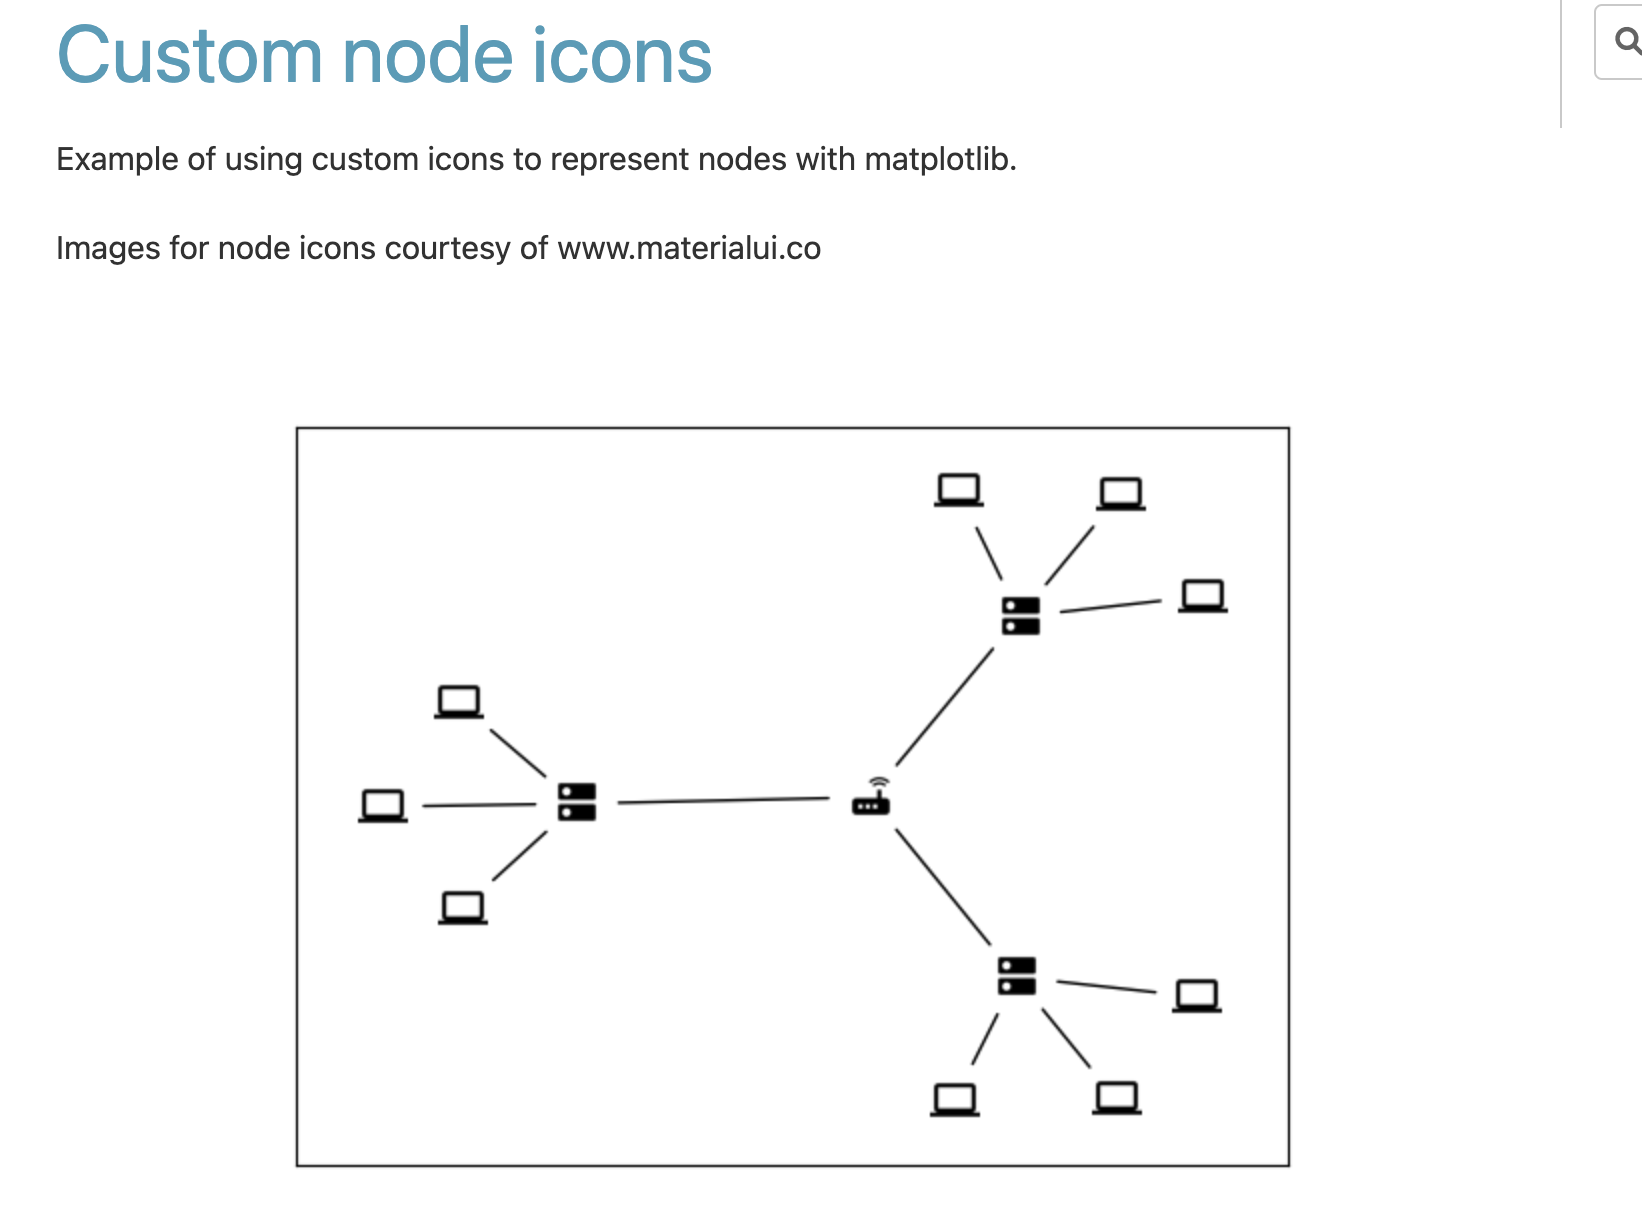 Custom node icons
Example of using custom icons to represent nodes with matplotlib.
Images for node icons courtesy of www.materialui.co